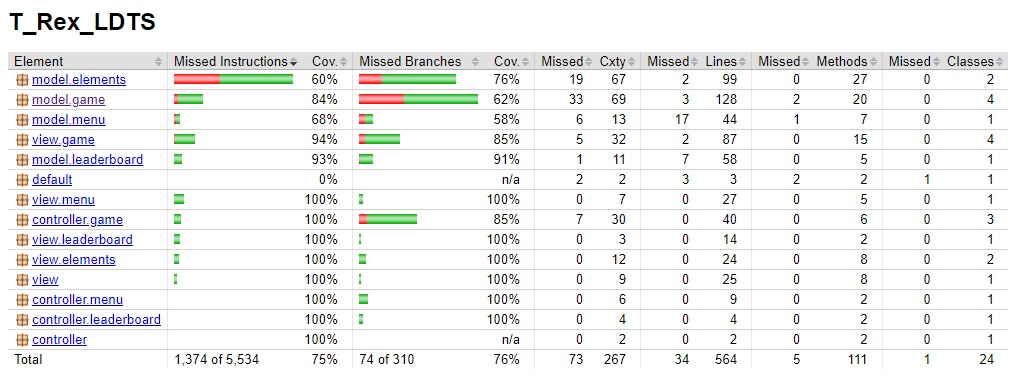 T_Rex_LDTS
Element Missed Instructions Cov. Missed Branches Cov. Missed Cxty Missed Lines Missed Methods Missed Classes
model.elements 60% 76% 19 67 2 99 0 27 0 2
model.game 84% 62% 33 69 3 128 2 20 0 4
model.menu 68% 58% 6 13 17 44 1 7 0 1
view.game 94% 85% 5 32 2 87 0 15 0 4
model.leaderboard 93% 91% 1 11 7 58 0 5 0 1
default 0% n/a 2 2 3 3 2 2 1 1
view.menu 100% 100% 0 7 0 27 0 5 0 1
controller.game 100% 85% 7 30 0 40 0 6 0 3
view.leaderboard 100% 100% 0 3 0 14 0 2 0 1
view.elements 100% 100% 0 12 0 24 0 8 0 2
view 100% 100% 0 9 0 25 0 8 0 1
controller.menu 100% 100% 0 6 0 9 0 2 0 1
controller.leaderboard 100% 100% 0 4 0 4 0 2 0 1
controller 100% n/a 0 2 0 2 0 2 0 1
Total 1,374 of 5,534 75% 74 of 310 76% 73 267 34 564 5 111 1 24